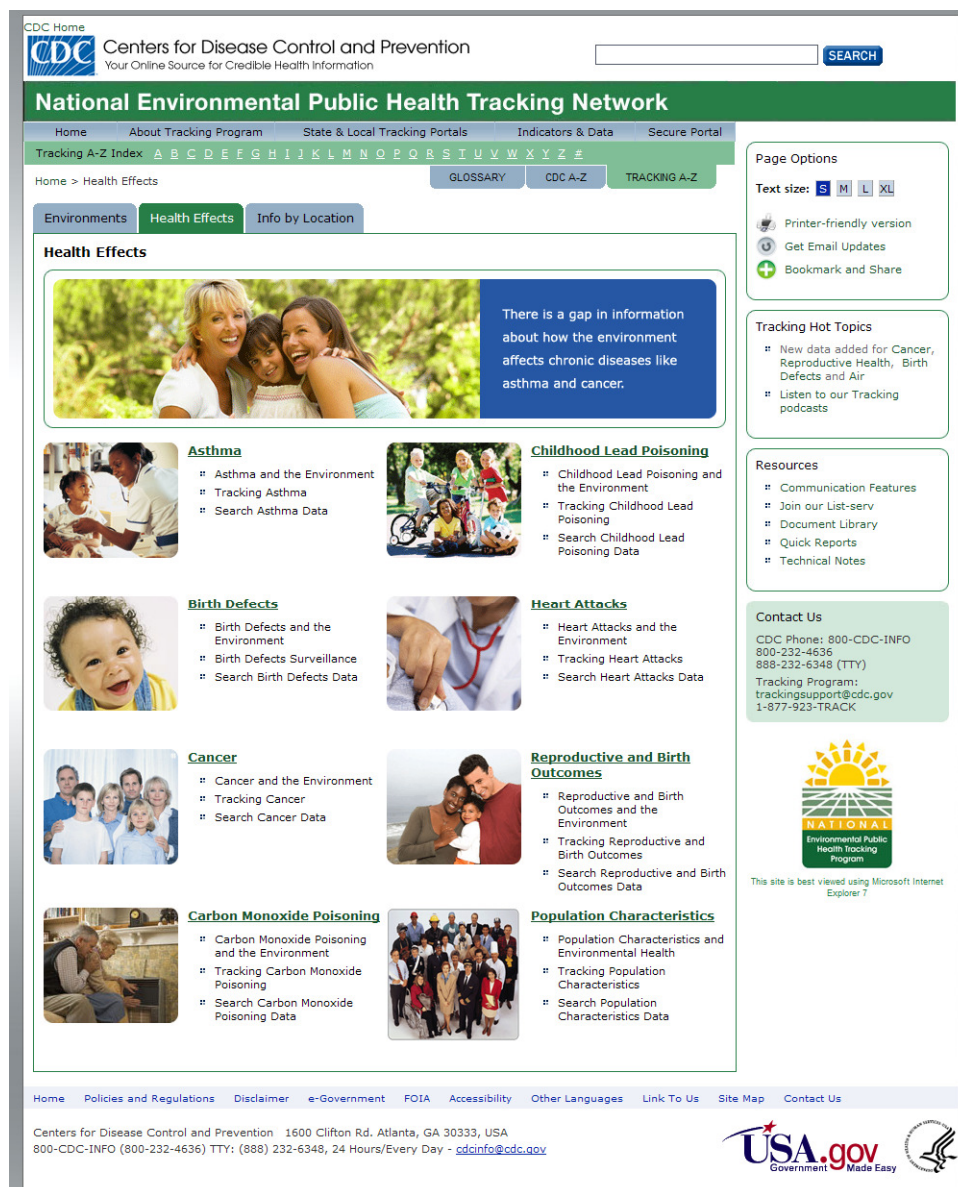 CDC Home
CDC
Centers for Disease Control and Prevention
Your Online Source for Credible Health Information
SEARCH
National Environmental Public Health Tracking Network
Home About Tracking Program State & Local Tracking Portals Indicators & Data Secure Portal
Tracking A-Z Index A B C D E F G H I J K L M N O P Q R S T U V W X Y Z #
Home > Health Effects
GLOSSARY CDC A-Z TRACKING A-Z
Environments Health Effects Info by Location
Health Effects
There is a gap in information
about how the environment
affects chronic diseases like
asthma and cancer.
Asthma
Asthma and the Environment
Tracking Asthma
Search Asthma Data
Childhood Lead Poisoning
Childhood Lead Poisoning and
the Environment
Tracking Childhood Lead
Poisoning
Search Childhood Lead
Poisoning Data
Birth Defects
Birth Defects and the
Environment
Birth Defects Surveillance
Search Birth Defects Data
Heart Attacks
Heart Attacks and the
Environment
Tracking Heart Attacks
Search Heart Attacks Data
Cancer
Cancer and the Environment
Tracking Cancer
Search Cancer Data
Reproductive and Birth
Outcomes
Reproductive and Birth
Outcomes and the
Environment
Tracking Reproductive and
Birth Outcomes
Search Reproductive and Birth
Outcomes Data
Carbon Monoxide Poisoning
Carbon Monoxide Poisoning
and the Environment
Tracking Carbon Monoxide
Poisoning
Search Carbon Monoxide
Poisoning Data
Population Characteristics
Population Characteristics and
Environmental Health
Tracking Population
Characteristics
Search Population
Characteristics Data
Page Options
Text size: S M L XL
Printer-friendly version
Get Email Updates
Bookmark and Share
Tracking Hot Topics
New data added for Cancer,
Reproductive Health, Birth
Defects and Air
Listen to our Tracking
podcasts
Resources
Communication Features
Join our List-serv
Document Library
Quick Reports
Technical Notes
Contact Us
CDC Phone: 800-CDC-INFO
800-232-4636
888-232-6348 (TTY)
Tracking Program:
trackingsupport@cdc.gov
1-877-923-TRACK
NATIONAL
Environmental Public
Health Tracking
Program
This site is best viewed using Microsoft Internet
Explorer 7
Home Policies and Regulations Disclaimer e-Government FOIA Accessibility Other Languages Link To Us Site Map Contact Us
Centers for Disease Control and Prevention 1600 Clifton Rd. Atlanta, GA 30333, USA
800-CDC-INFO (800-232-4636) TTY: (888) 232-6348, 24 Hours/Every Day - cdcinfo@cdc.gov
USA.gov
Government Made Easy